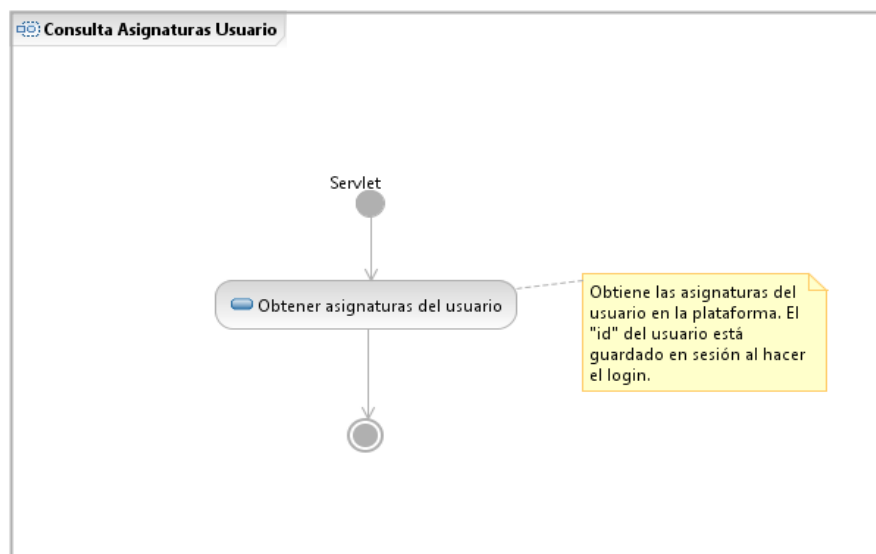 Consulta Asignaturas Usuario
Servlet
Obtener asignaturas del usuario
Obtiene las asignaturas del
usuario en la plataforma. El
"id" del usuario está
guardado en sesión al hacer
el login.